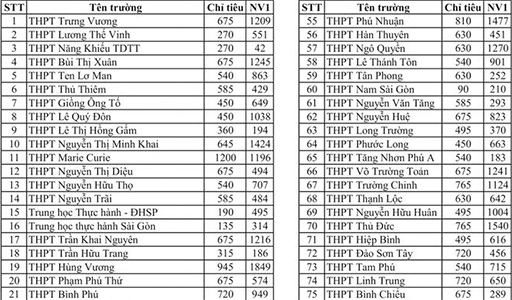 STT Tên trường Chỉ tiêu NV1
1 THPT Trưng Vương 675 1209
2 THPT Lương Thế Vinh 270 551
3 THPT Năng Khiếu TDTT 270 42
4 THPT Bùi Thị Xuân 675 1245
5 THPT Ten Lơ Man 540 863
6 THPT Thủ Thiêm 585 429
7 THPT Giồng Ông Tố 450 649
8 THPT Lê Quý Đôn 450 1038
9 THPT Lê Thị Hồng Gấm 360 194
10 THPT Nguyễn Thị Minh Khai 645 1424
11 THPT Marie Curie 1200 1196
12 THPT Nguyễn Thị Diệu 675 494
13 THPT Nguyễn Hữu Thọ 540 707
14 THPT Nguyễn Trãi 585 484
15 Trung học Thực hành - ĐHSP 190 495
16 Trung học thực hành Sài Gòn 135 314
17 THPT Trần Khai Nguyên 675 1216
18 THPT Trần Hữu Trang 315 186
19 THPT Hùng Vương 945 1849
20 THPT Phạm Phú Thứ 675 574
21 THPT Bình Phú 720 949
STT Tên trường Chỉ tiêu NV1
55 THPT Phú Nhuận 810 1477
56 THPT Hàn Thuyên 630 451
57 THPT Ngô Quyền 630 1270
58 THPT Lê Thánh Tôn 540 901
59 THPT Tân Phong 630 252
60 THPT Nam Sài Gòn 90 210
61 THPT Nguyễn Văn Tăng 585 293
62 THPT Nguyễn Huệ 675 823
63 THPT Long Trường 495 370
64 THPT Phước Long 450 663
65 THPT Tăng Nhơn Phú A 540 183
66 THPT Võ Trường Toản 675 1241
67 THPT Trường Chinh 765 1124
68 THPT Thạnh Lộc 630 642
69 THPT Nguyễn Hữu Huân 495 1004
70 THPT Thủ Đức 765 1540
71 THPT Hiệp Bình 495 616
72 THPT Đào Sơn Tây 720 456
73 THPT Tam Phú 540 715
74 THPT Linh Trung 720 650
75 THPT Bình Chiểu 675 289